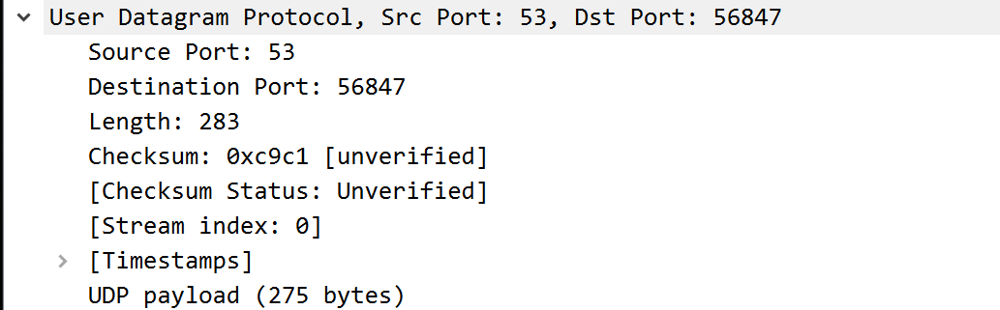 User Datagram Protocol, Src Port: 53, Dst Port: 56847
Source Port: 53
Destination Port: 56847
Length: 283
Checksum: 0xc9c1 [unverified]
[Checksum Status: Unverified]
[Stream index: 0]
[Timestamps]
UDP payload (275 bytes)